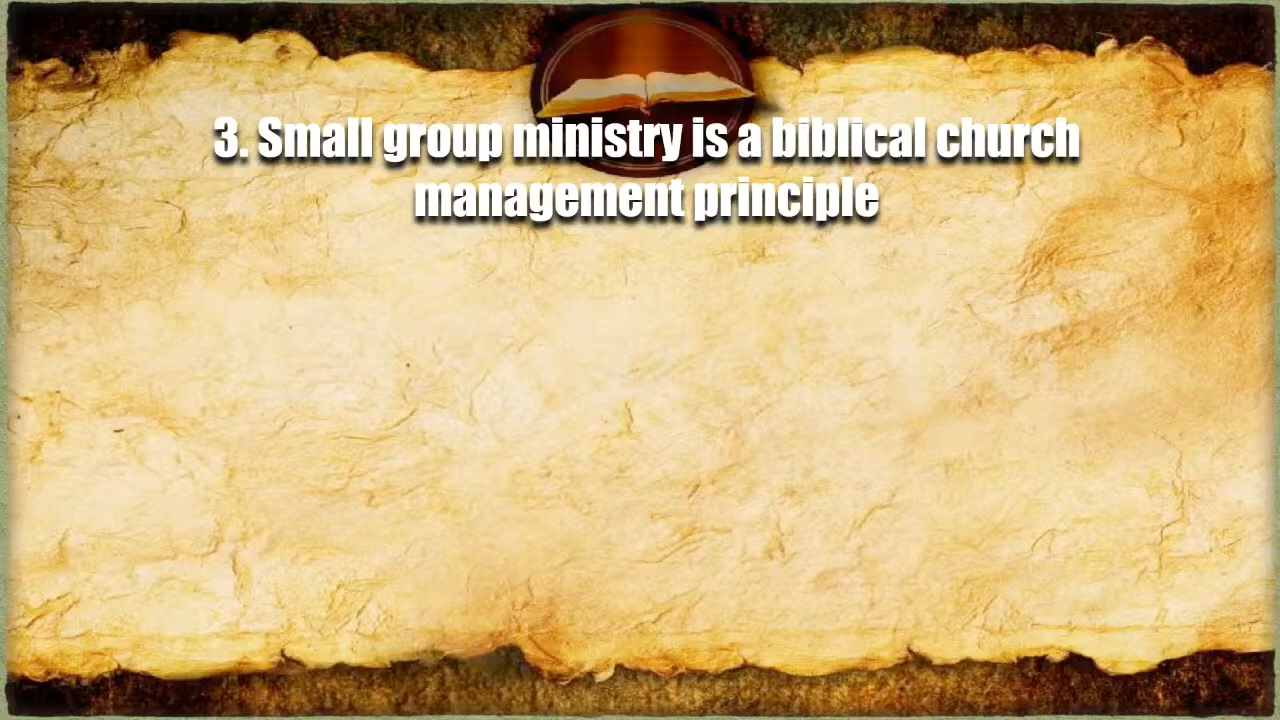 3. Small group ministry is a biblical church
management principle